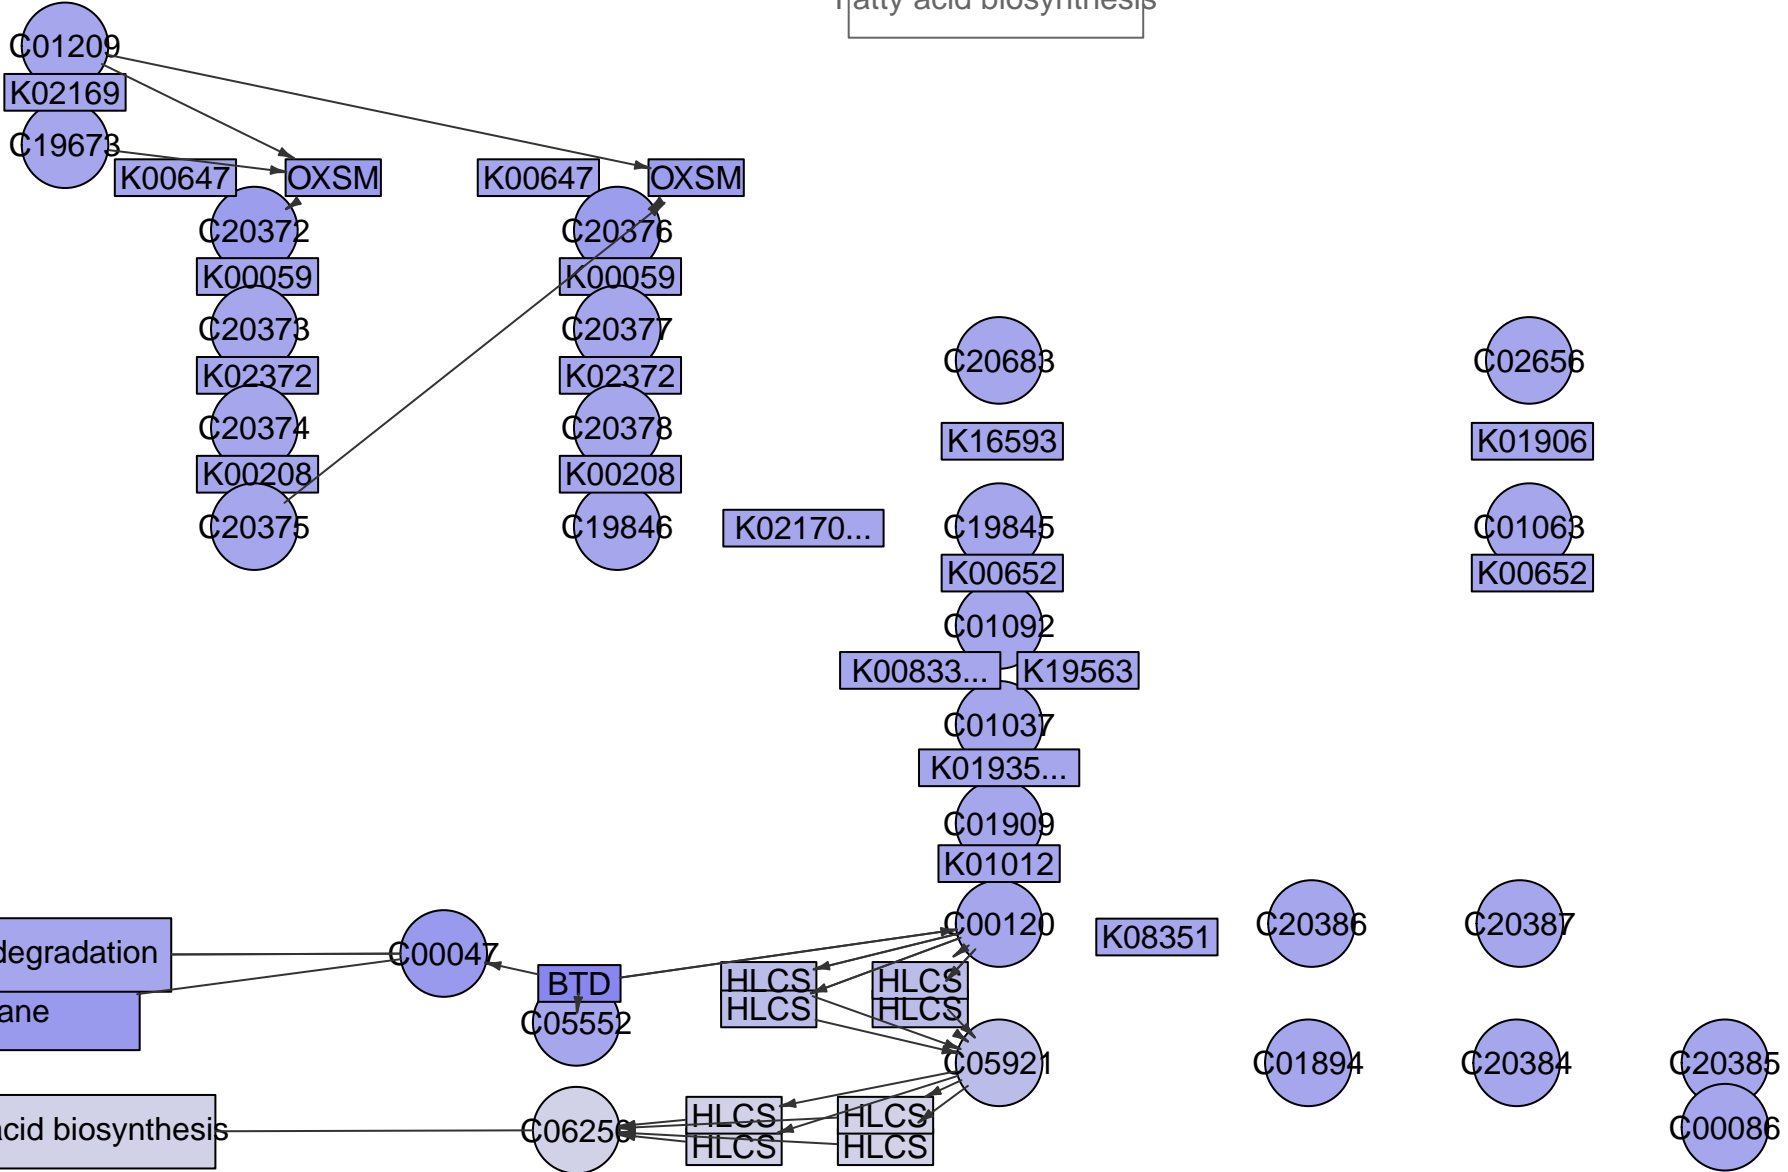 Fatty acid biosynthesis
C01209
K02169
C19673
K00647
OXSM
K00647
OXSM
C20372
C20376
K00059
K00059
C20373
C20377
C20683
C02656
K02372
K02372
C20374
C20378
K16593
K01906
K00208
K00208
C20375
C19846
K02170...
C19845
C01063
K00652
K00652
C01092
K00833...
K19563
C01037
K01935...
C01909
K01012
C00120
K08351
C20386
C20387
degradation
C00047
BTD
HLCS
HLCS
ane
C05552
HLCS
HLCS
C05921
C01894
C20384
C20385
HLCS
HLCS
acid biosynthesis
C06250
HLCS
HLCS
C00086